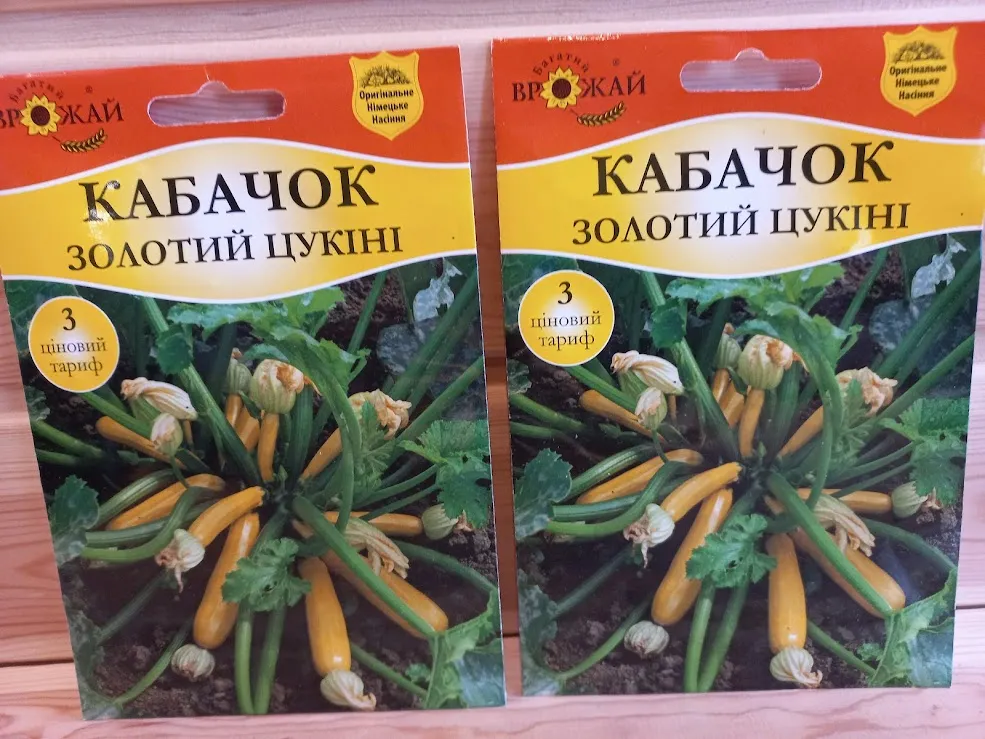 Багатий
ВРОЖАЙ
®
Оригінальне
Німецьке
Насіння
КАБАЧОК
ЗОЛОТИЙ ЦУКІНІ
3
ціновий
тариф
Багатий
ВРОЖАЙ
®
Оригінальне
Німецьке
Насіння
КАБАЧОК
ЗОЛОТИЙ ЦУКІНІ
3
ціновий
тариф